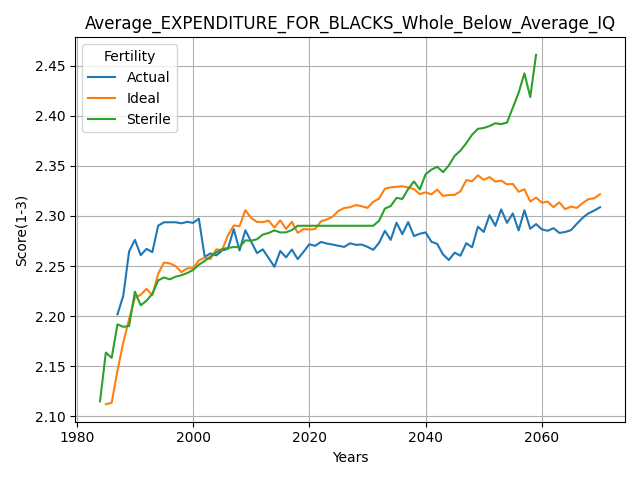 Average_EXPENDITURE_FOR_BLACKS_Whole_Below_Average_IQ
Fertility
Actual
Ideal
Sterile
Score(1-3)
2.45
2.40
2.35
2.30
2.25
2.20
2.15
2.10
1980 2000 2020 2040 2060
Years